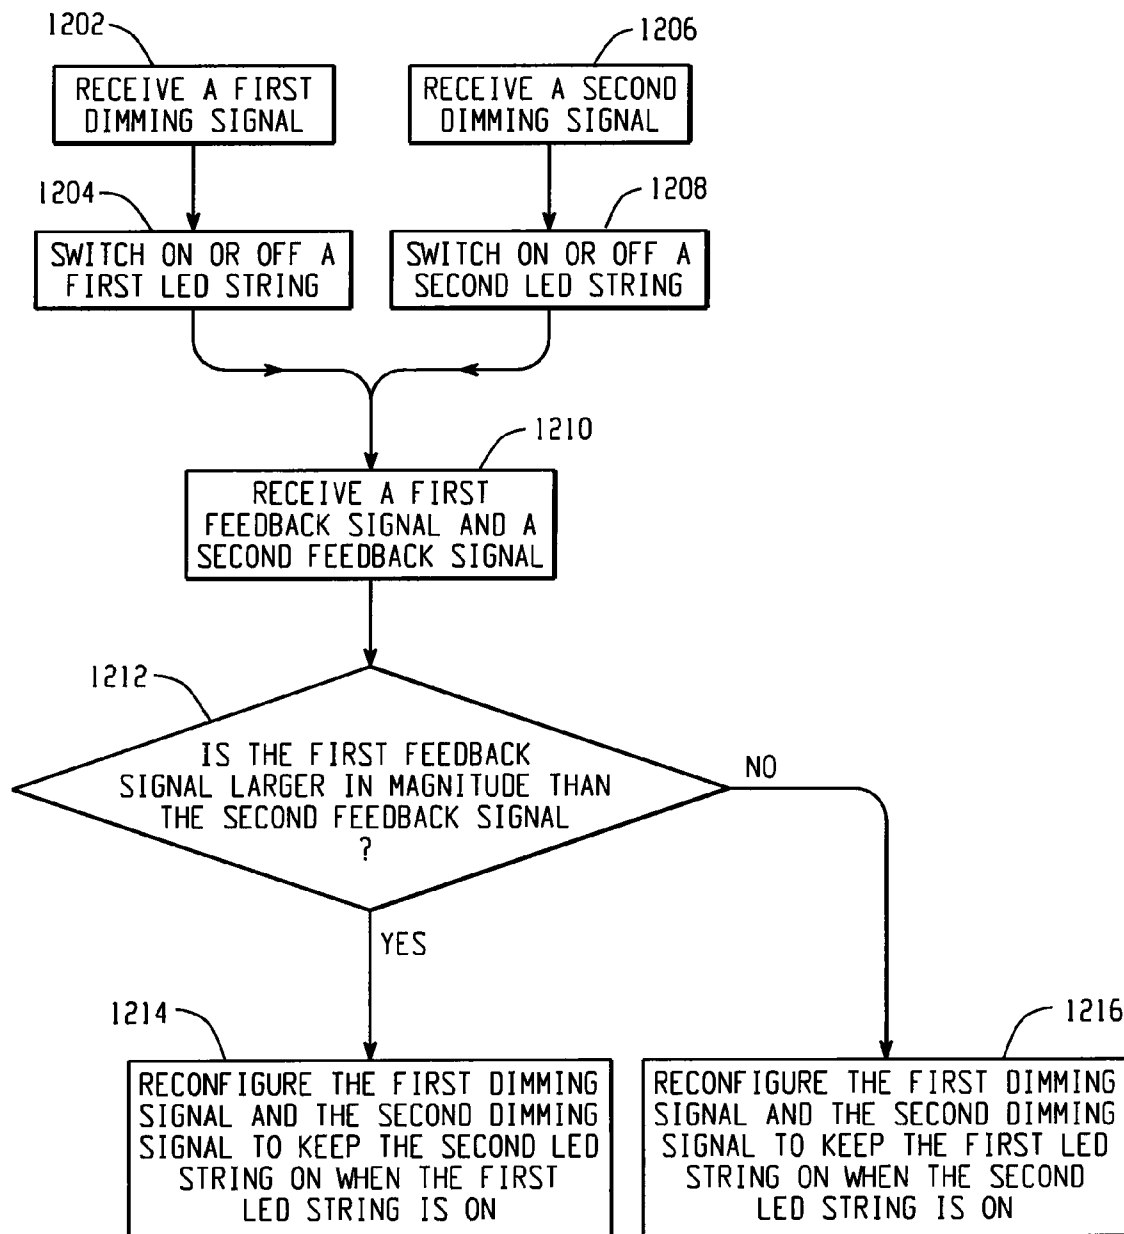 1202
RECEIVE A FIRST
DIMMING SIGNAL
1206
RECEIVE A SECOND
DIMMING SIGNAL
1204
SWITCH ON OR OFF A
FIRST LED STRING
1208
SWITCH ON OR OFF A
SECOND LED STRING
1210
RECEIVE A FIRST
FEEDBACK SIGNAL AND A
SECOND FEEDBACK SIGNAL
1212
IS THE FIRST FEEDBACK
SIGNAL LARGER IN MAGNITUDE THAN
THE SECOND FEEDBACK SIGNAL
?
NO
YES
1214
RECONFIGURE THE FIRST DIMMING
SIGNAL AND THE SECOND DIMMING
SIGNAL TO KEEP THE SECOND LED
STRING ON WHEN THE FIRST
LED STRING IS ON
1216
RECONFIGURE THE FIRST DIMMING
SIGNAL AND THE SECOND DIMMING
SIGNAL TO KEEP THE FIRST LED
STRING ON WHEN THE SECOND
LED STRING IS ON